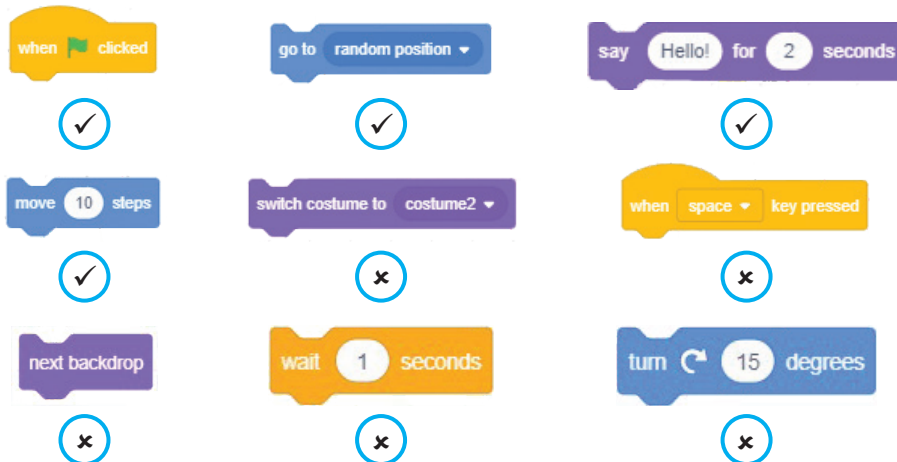 when clicked
go to random position
say Hello! for 2 seconds
move 10 steps
switch costume to costume2
when space key pressed
next backdrop
wait 1 seconds
turn 15 degrees